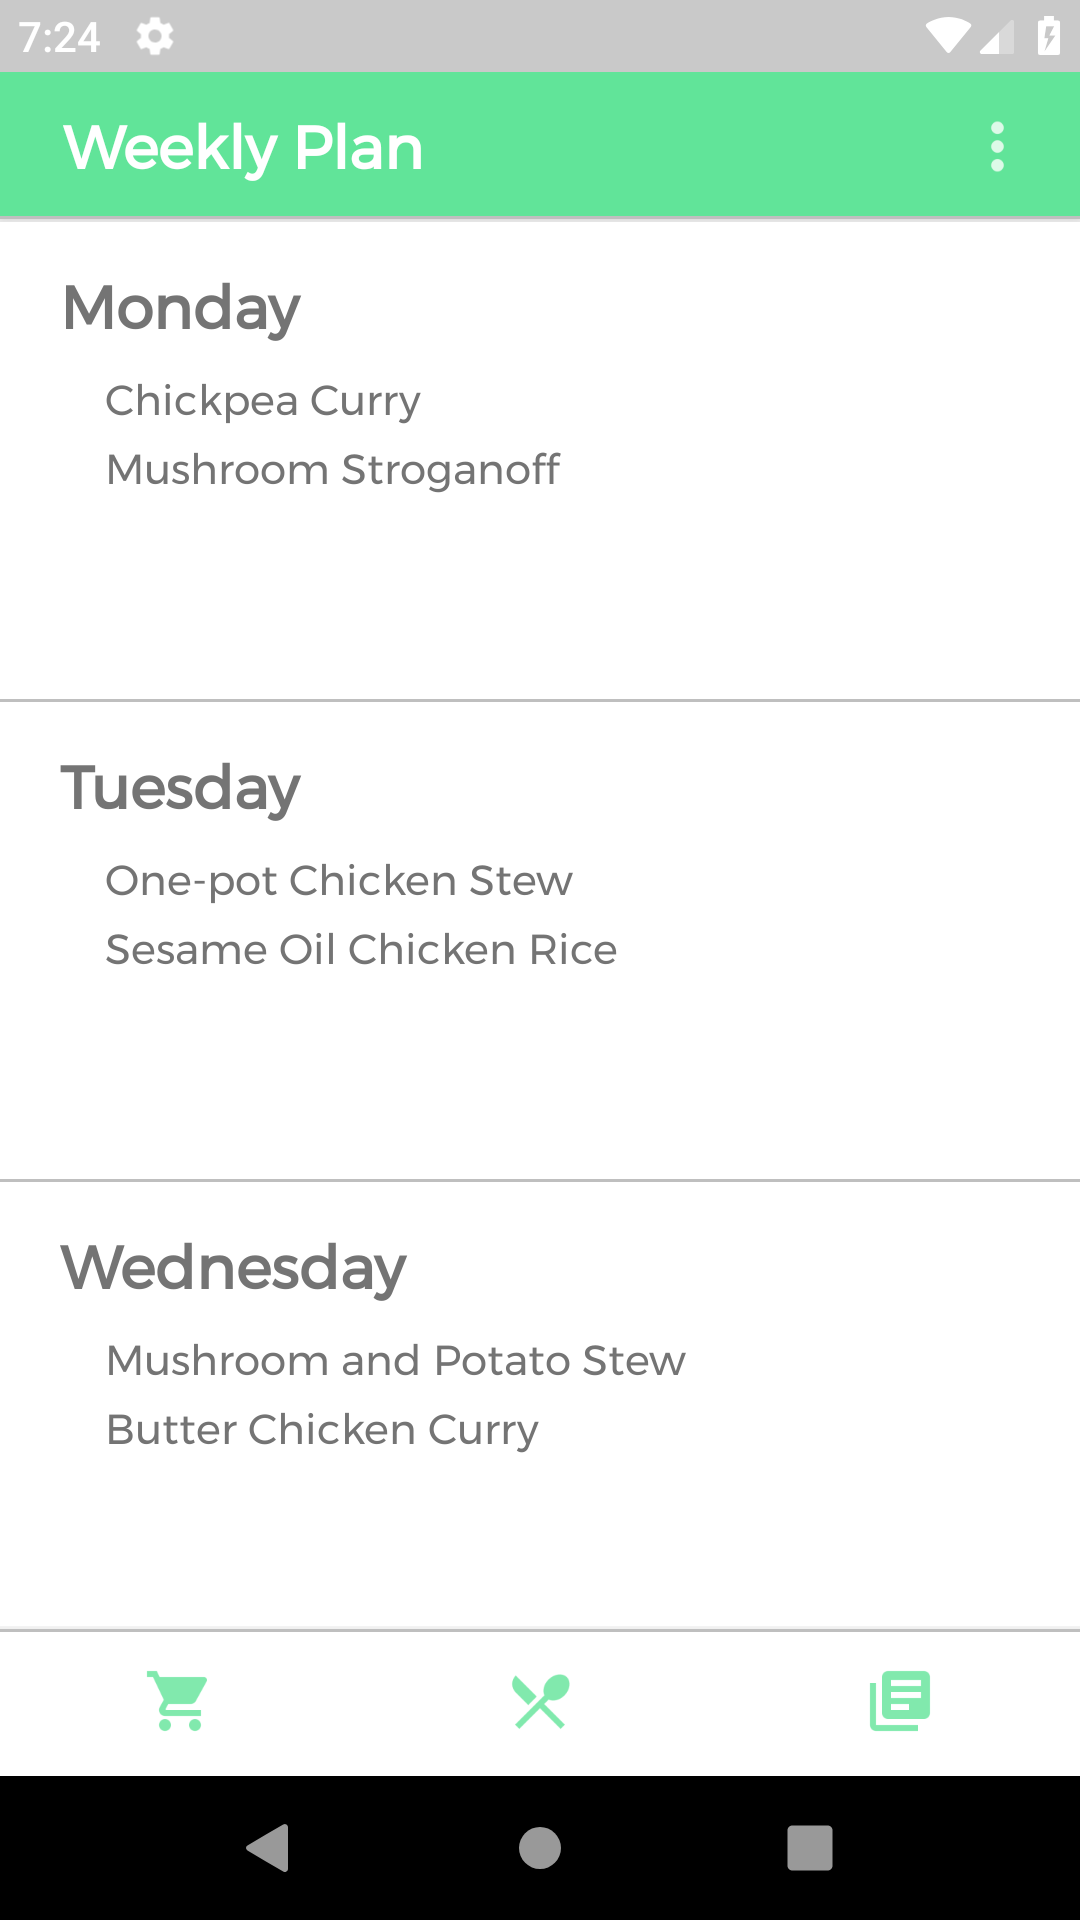 7:24
Weekly Plan
Monday
Chickpea Curry
Mushroom Stroganoff
Tuesday
One-pot Chicken Stew
Sesame Oil Chicken Rice
Wednesday
Mushroom and Potato Stew
Butter Chicken Curry